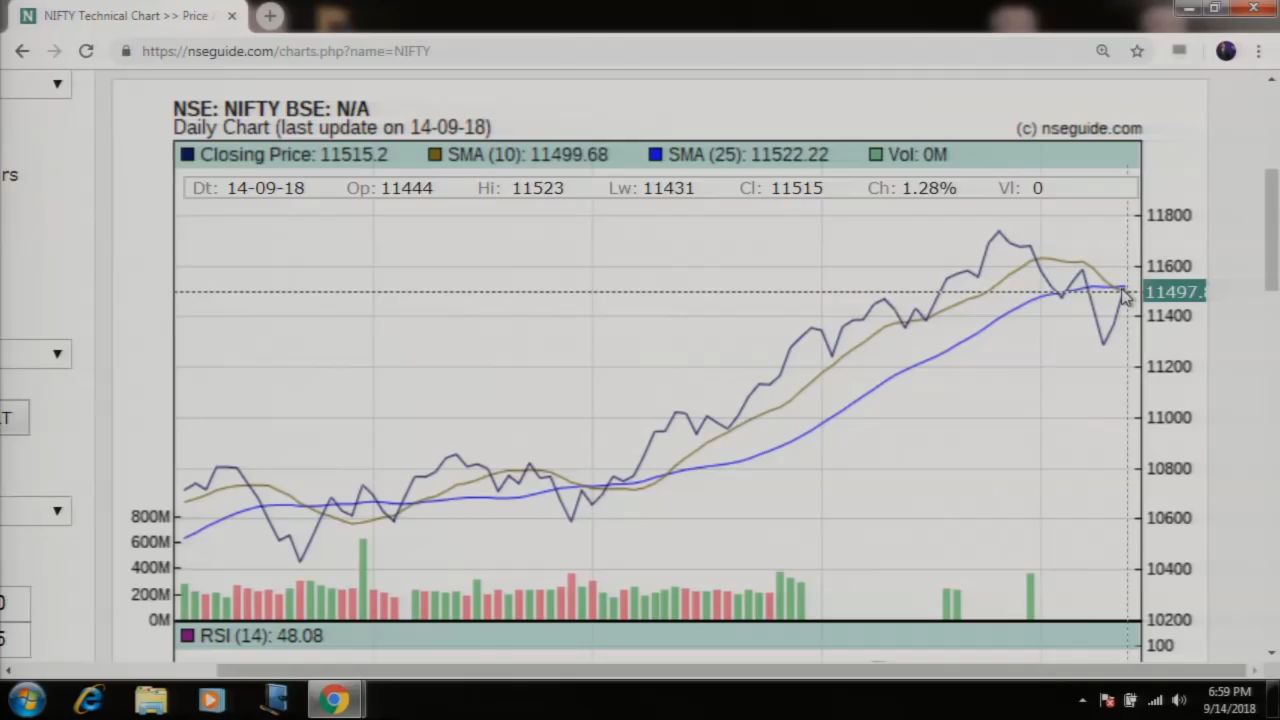 NIFTY Technical Chart >> Price
https://nseguide.com/charts.php?name=NIFTY
rs
T
0
5
NSE: NIFTY BSE: N/A
Daily Chart (last update on 14-09-18)
(c) nseguide.com
Closing Price: 11515.2 SMA (10): 11499.68 SMA (25): 11522.22 Vol: 0M
Dt: 14-09-18 Op: 11444 Hi: 11523 Lw: 11431 Cl: 11515 Ch: 1.28% Vl: 0
11800
11600
11497.8
11400
11200
11000
10800
10600
10400
10200
100
800M
600M
400M
200M
0M
RSI (14): 48.08
6:59 PM
9/14/2018